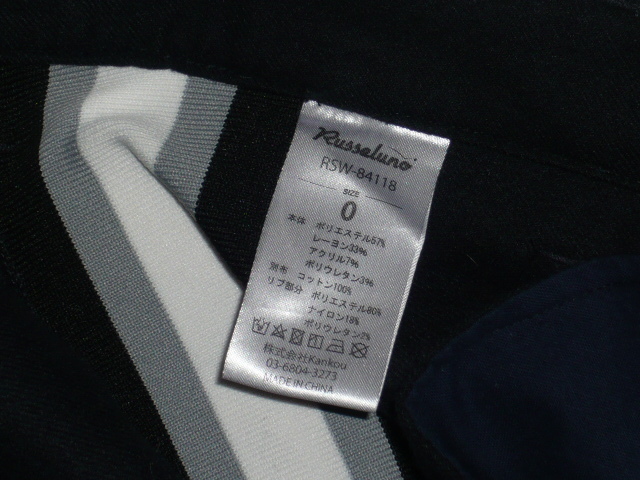 Russeluno
RSW-84118
SIZE
0
本体 ポリエステル57%
レーヨン33%
アクリル7%
ポリウレタン3%
別布 コットン100%
リブ部分 ポリエステル80%
ナイロン18%
ポリウレタン2%
株式会社Kankou
03-6804-3273
MADE IN CHINA